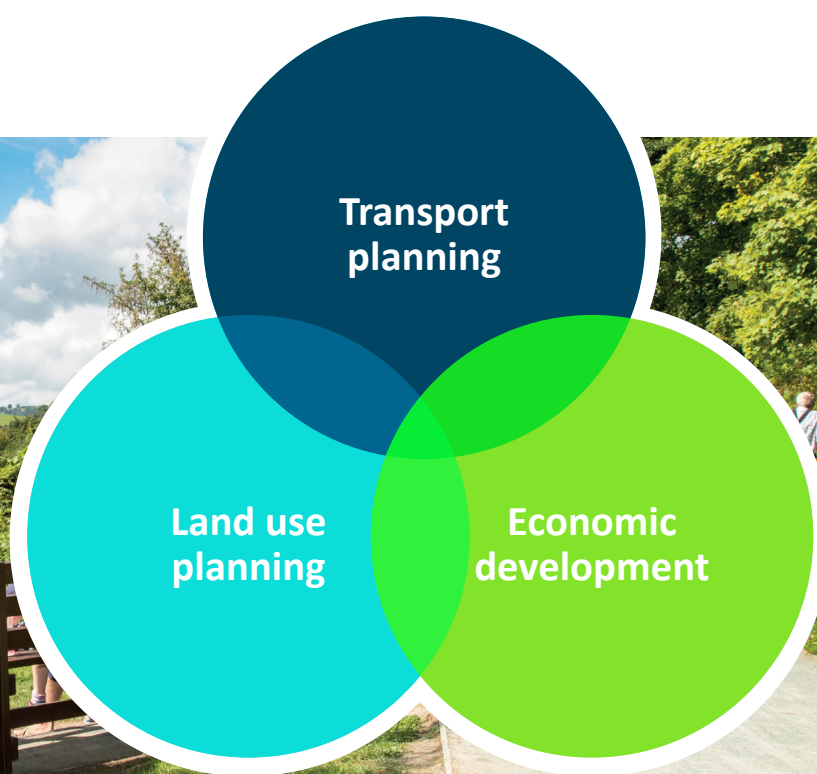 Transport
planning
Land use
planning
Economic
development